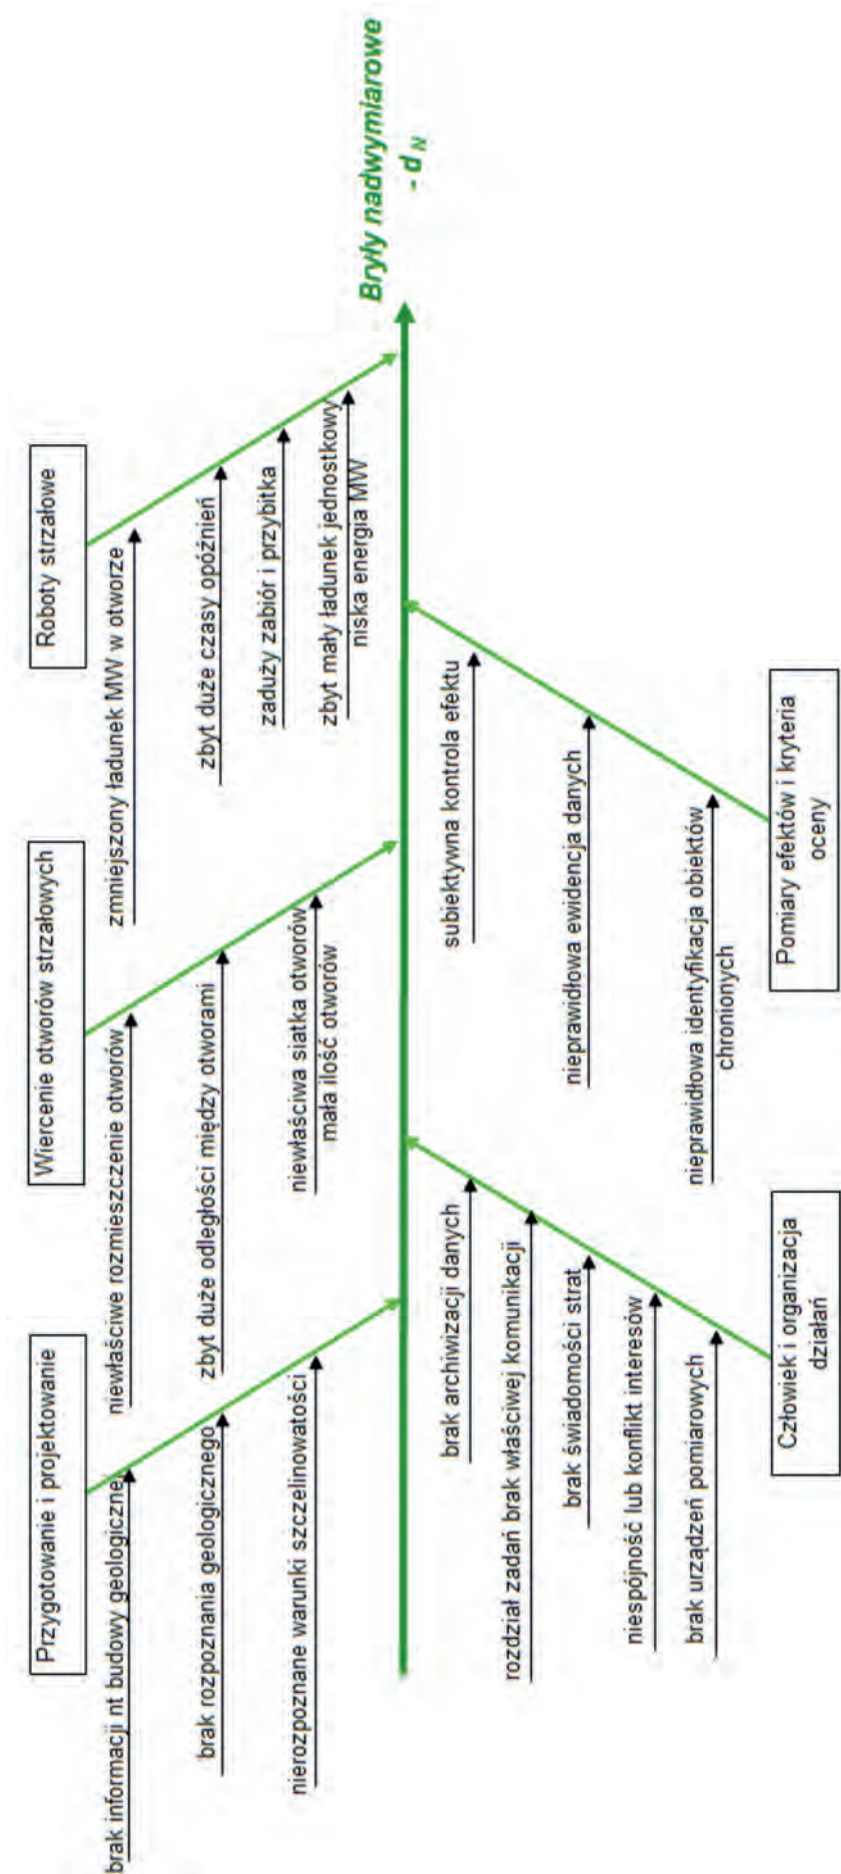 Przygotowanie i projektowanie
brak informacji nt budowy geologicznej
brak rozpoznania geologicznego
nierozpoznane warunki szczelinowatości
Wiercenie otworów strzałowych
niewłaściwe rozmieszczenie otworów
zbyt duże odległości między otworami
niewłaściwa siatka otworów
mała ilość otworów
Roboty strzałowe
zmniejszony ładunek MW w otworze
zbyt duże czasy opóźnień
zaduży zabiór i przybitka
zbyt mały ładunek jednostkowy
niska energia MW
Bryły nadwymiarowe
- d N
brak archiwizacji danych
rozdział zadań brak właściwej komunikacji
brak świadomości strat
niespójność lub konflikt interesów
brak urządzeń pomiarowych
Człowiek i organizacja
działań
subiektywna kontrola efektu
nieprawidłowa ewidencja danych
nieprawidłowa identyfikacja obiektów
chronionych
Pomiary efektów i kryteria
oceny